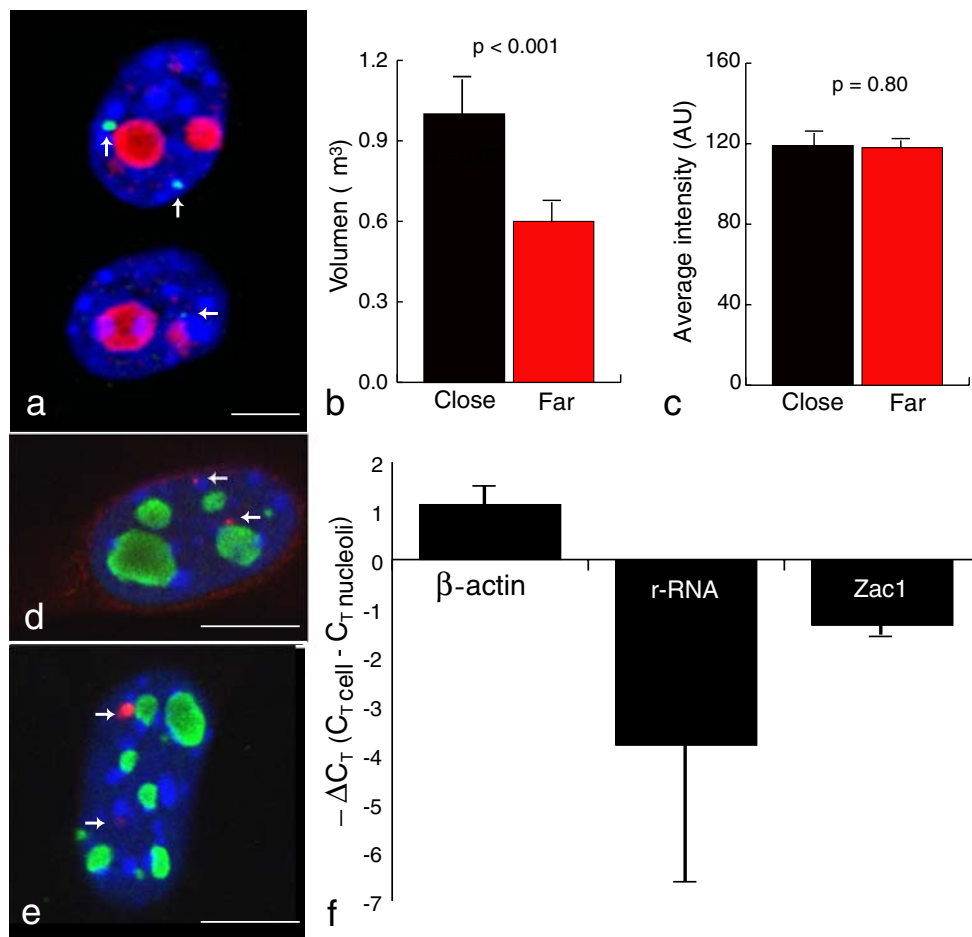 a
p < 0.001
Volumen ( m³)
1.2
0.9
0.6
0.3
0.0
Close Far
b
p = 0.80
Average intensity (AU)
160
120
80
40
0
Close Far
c
d
e
− ΔC_T (C_T cell - C_T nucleoli)
2
1
0
-1
-2
-3
-4
-5
-6
-7
β-actin
r-RNA
Zac1
f